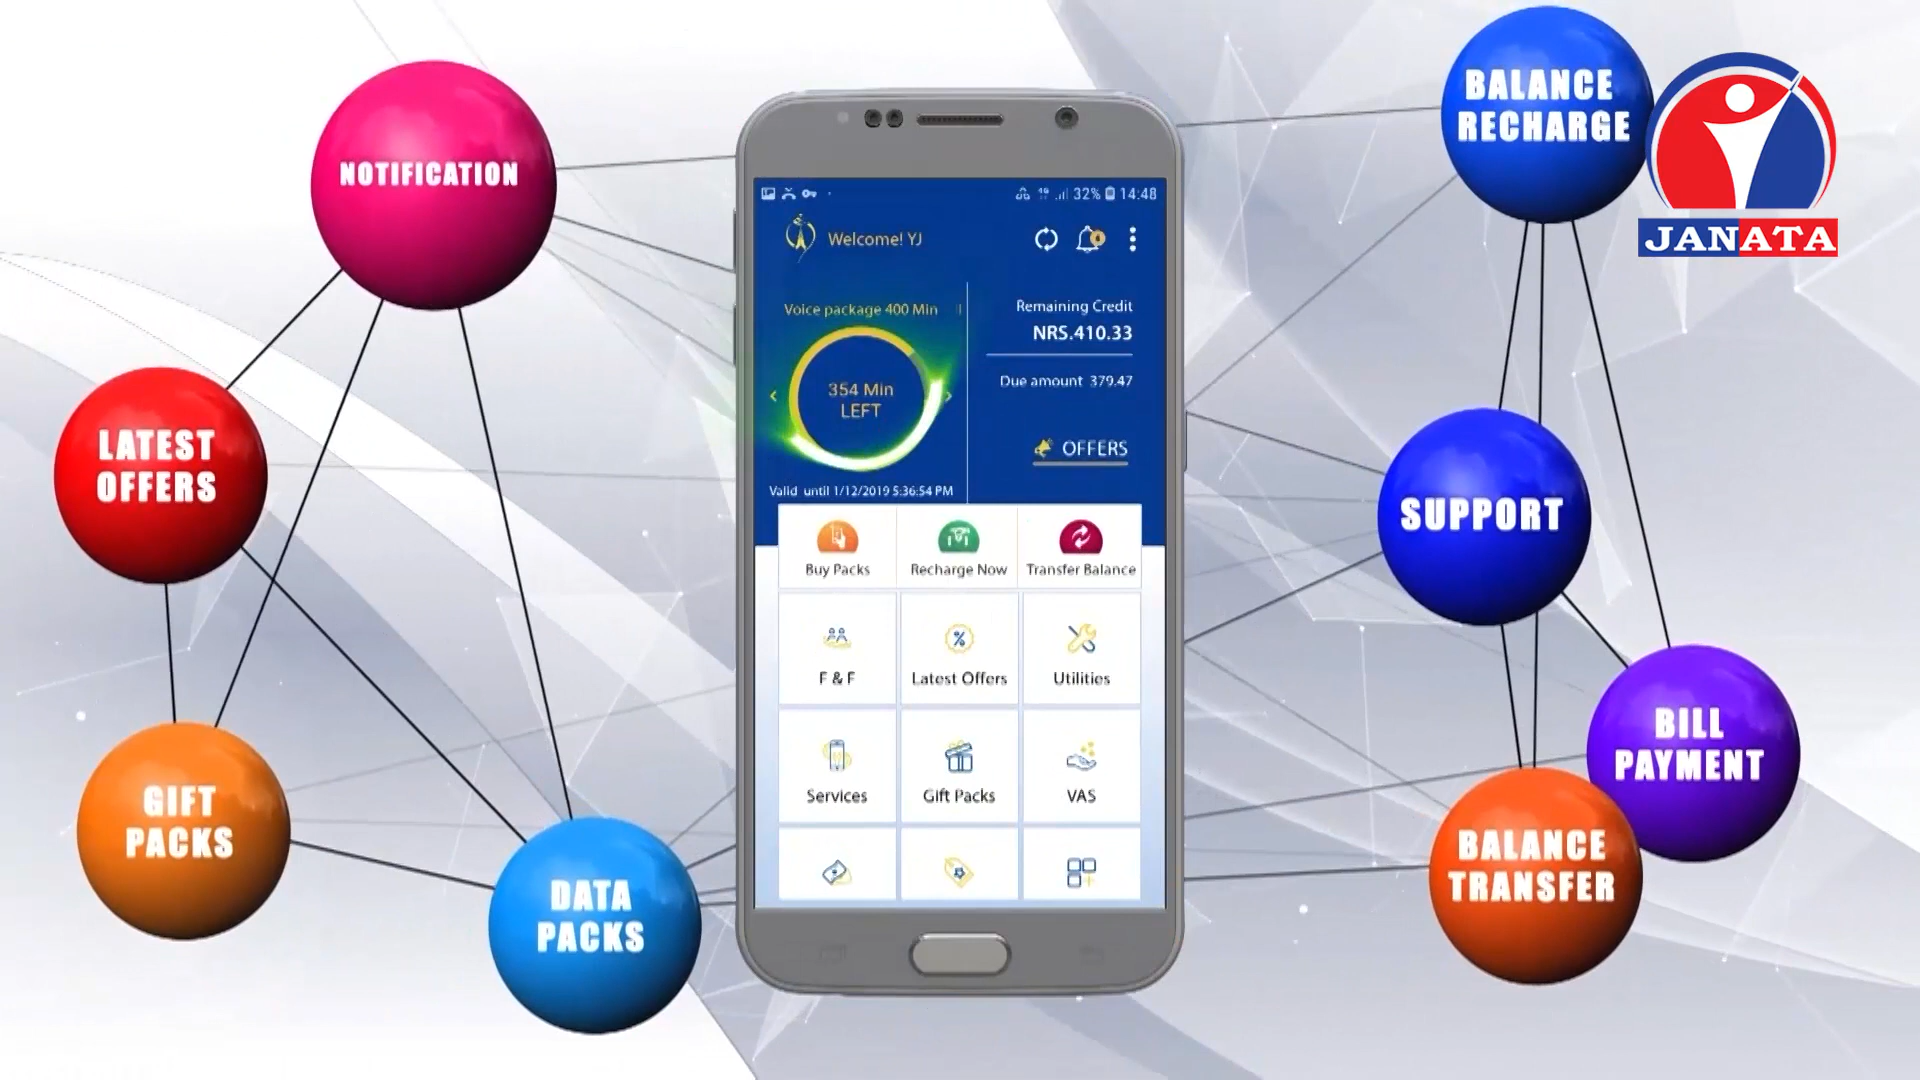 NOTIFICATION
LATEST
OFFERS
GIFT
PACKS
DATA
PACKS
32% 14:48
Welcome! YJ
Voice package 400 Min
354 Min
LEFT
Valid until 1/12/2019 5:36:54 PM
Remaining Credit
NRS.410.33
Due amount 379.47
OFFERS
Buy Packs
Recharge Now
Transfer Balance
F & F
Latest Offers
Utilities
Services
Gift Packs
VAS
BALANCE
RECHARGE
SUPPORT
BILL
PAYMENT
BALANCE
TRANSFER
JANATA